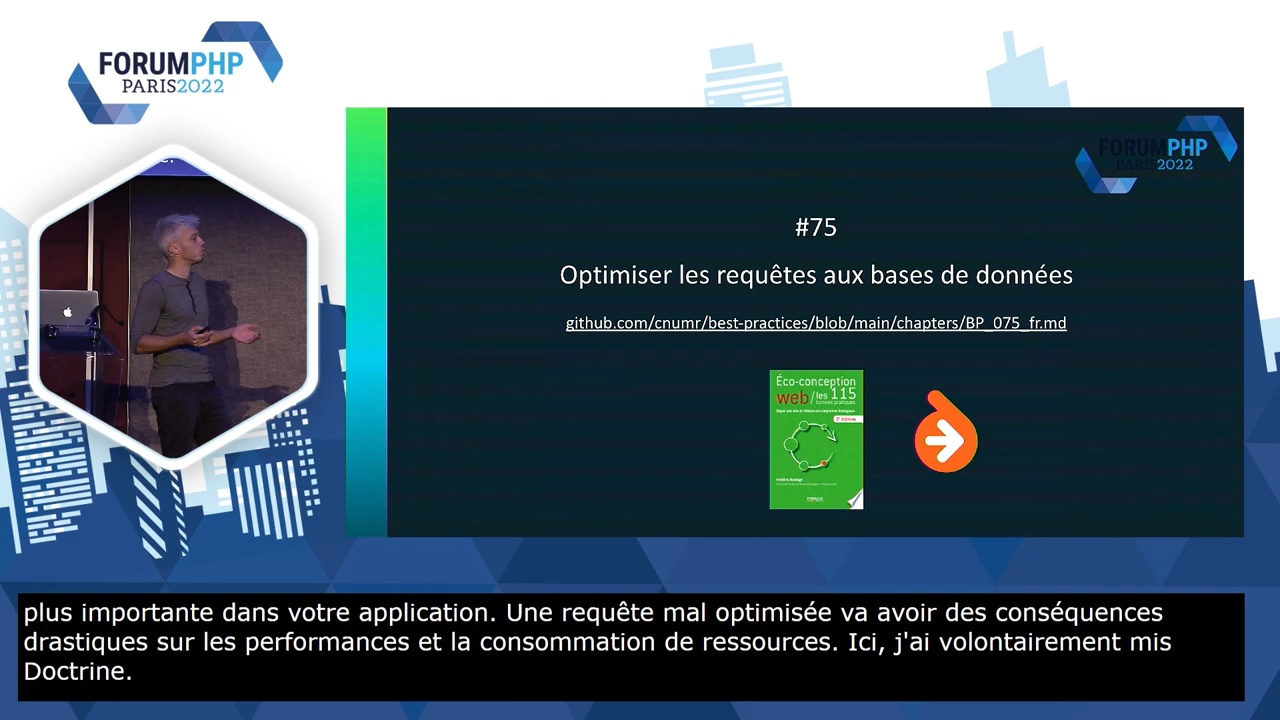 FORUMPHP
PARIS2022
FORUMPHP
PARIS2022
#75
Optimiser les requêtes aux bases de données
github.com/cnumr/best-practices/blob/main/chapters/BP_075_fr.md
Éco-conception
web / les 115
bonnes pratiques
plus importante dans votre application. Une requête mal optimisée va avoir des conséquences
drastiques sur les performances et la consommation de ressources. Ici, j'ai volontairement mis
Doctrine.